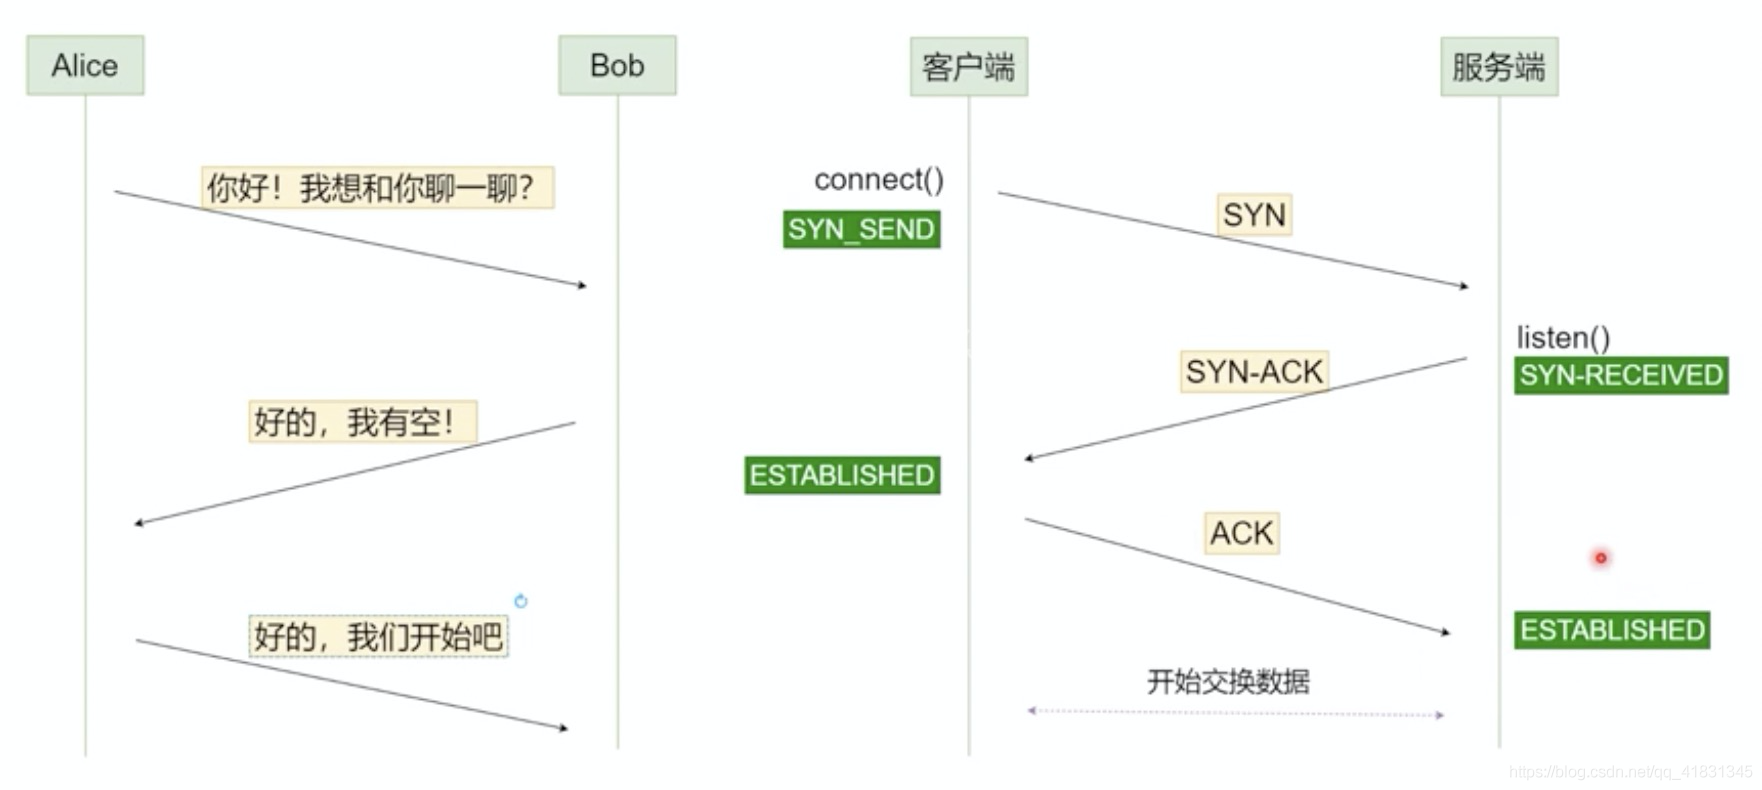 Alice
Bob
你好！我想和你聊一聊？
好的，我有空！
好的，我们开始吧
客户端
服务端
connect()
SYN_SEND
SYN
listen()
SYN-RECEIVED
SYN-ACK
ESTABLISHED
ACK
ESTABLISHED
开始交换数据
https://blog.csdn.net/qq_41831345